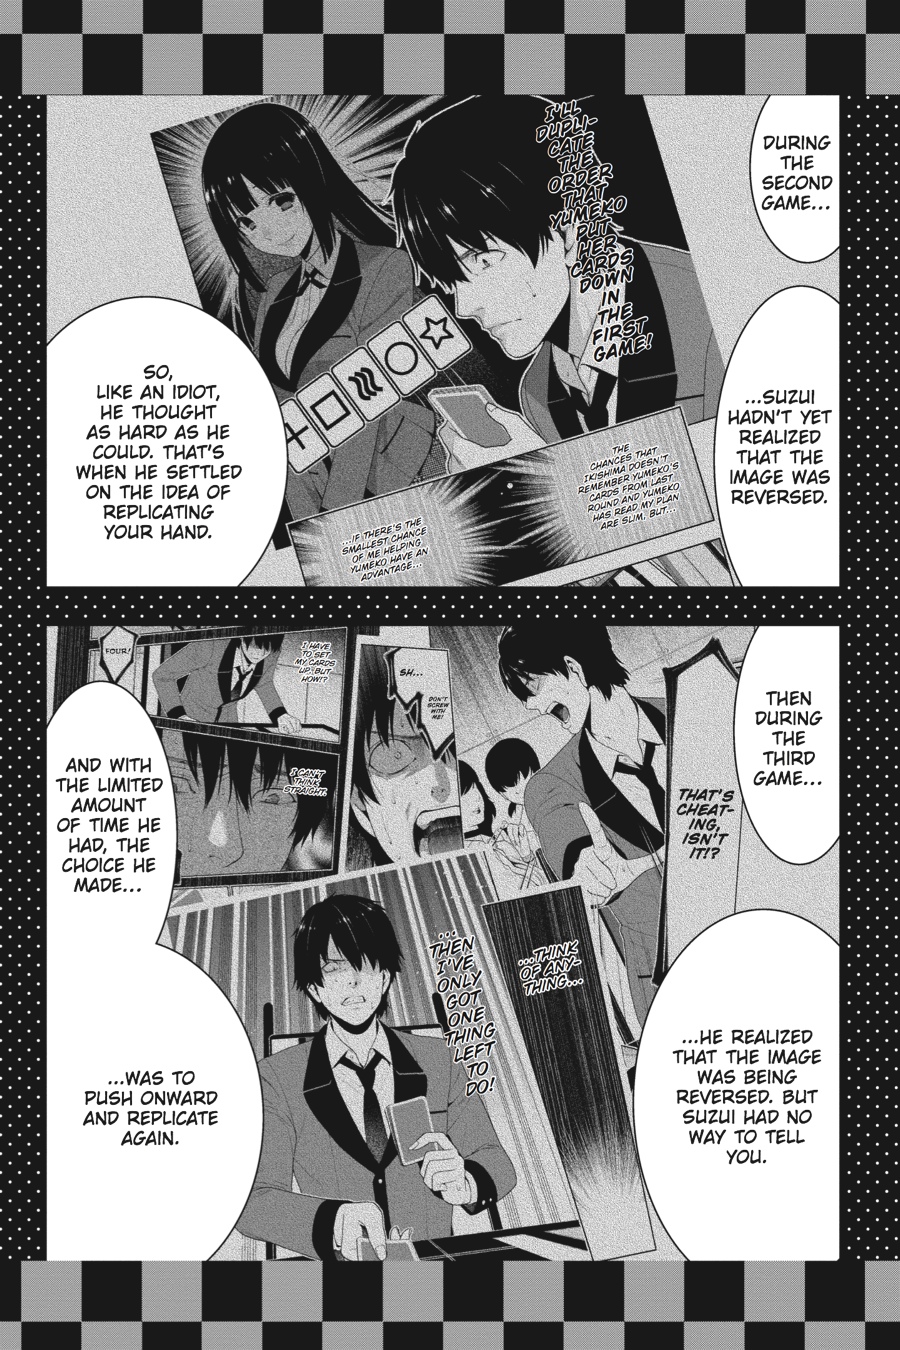 DURING
THE
SECOND
GAME...
...SUZUI
HADN'T YET
REALIZED
THAT THE
IMAGE WAS
REVERSED.
I'LL
DUPLI-
CATE
THE
ORDER
THAT
YUMEKO
PUT
HER
CARDS
DOWN
IN
THE
FIRST
GAME!
THE
CHANCES THAT
IKISHIMA DOESN'T
REMEMBER YUMEKO'S
CARDS FROM LAST
ROUND AND YUMEKO
HAS READ MY PLAN
ARE SLIM. BUT...
...IF THERE'S THE
SMALLEST CHANCE
OF ME HELPING
YUMEKO HAVE AN
ADVANTAGE...
SO,
LIKE AN IDIOT,
HE THOUGHT
AS HARD AS HE
COULD. THAT'S
WHEN HE SETTLED
ON THE IDEA OF
REPLICATING
YOUR HAND.
THEN
DURING
THE
THIRD
GAME...
THAT'S
CHEAT-
ING,
ISN'T
IT!?
SH...
DON'T
SCREW
WITH
ME!
I HAVE
TO SET
MY CARDS
UP. BUT
HOW!?
FOUR!
I CAN'T
THINK
STRAIGHT.
...HE REALIZED
THAT THE IMAGE
WAS BEING
REVERSED. BUT
SUZUI HAD NO
WAY TO TELL
YOU.
...THINK
OF ANY-
THING...
...
THEN
I'VE
ONLY
GOT
ONE
THING
LEFT
TO
DO!
AND WITH
THE LIMITED
AMOUNT
OF TIME HE
HAD, THE
CHOICE HE
MADE...
...WAS TO
PUSH ONWARD
AND REPLICATE
AGAIN.